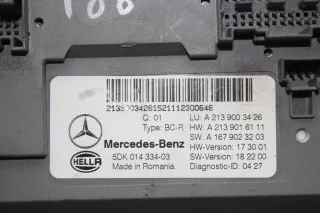 100
21390034261521112300646
Q: 01 LU: A 213 900 34 26
Type: BC-R HW: A 213 901 61 11
Mercedes-Benz SW: A 167 902 32 03
HELLA 5DK 014 334-03 HW-Version: 17 30 01
Made in Romania SW-Version: 18 22 00
Diagnostic-ID: 04 27